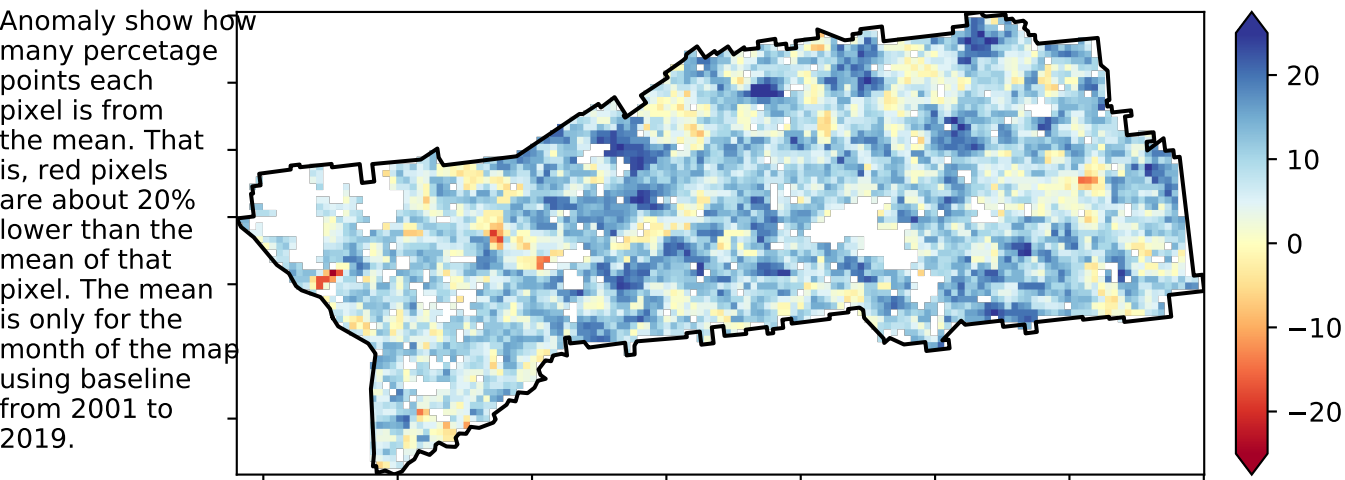 Anomaly show how
many percetage
points each
pixel is from
the mean. That
is, red pixels
are about 20%
lower than the
mean of that
pixel. The mean
is only for the
month of the map
using baseline
from 2001 to
2019.
20
10
0
−10
−20